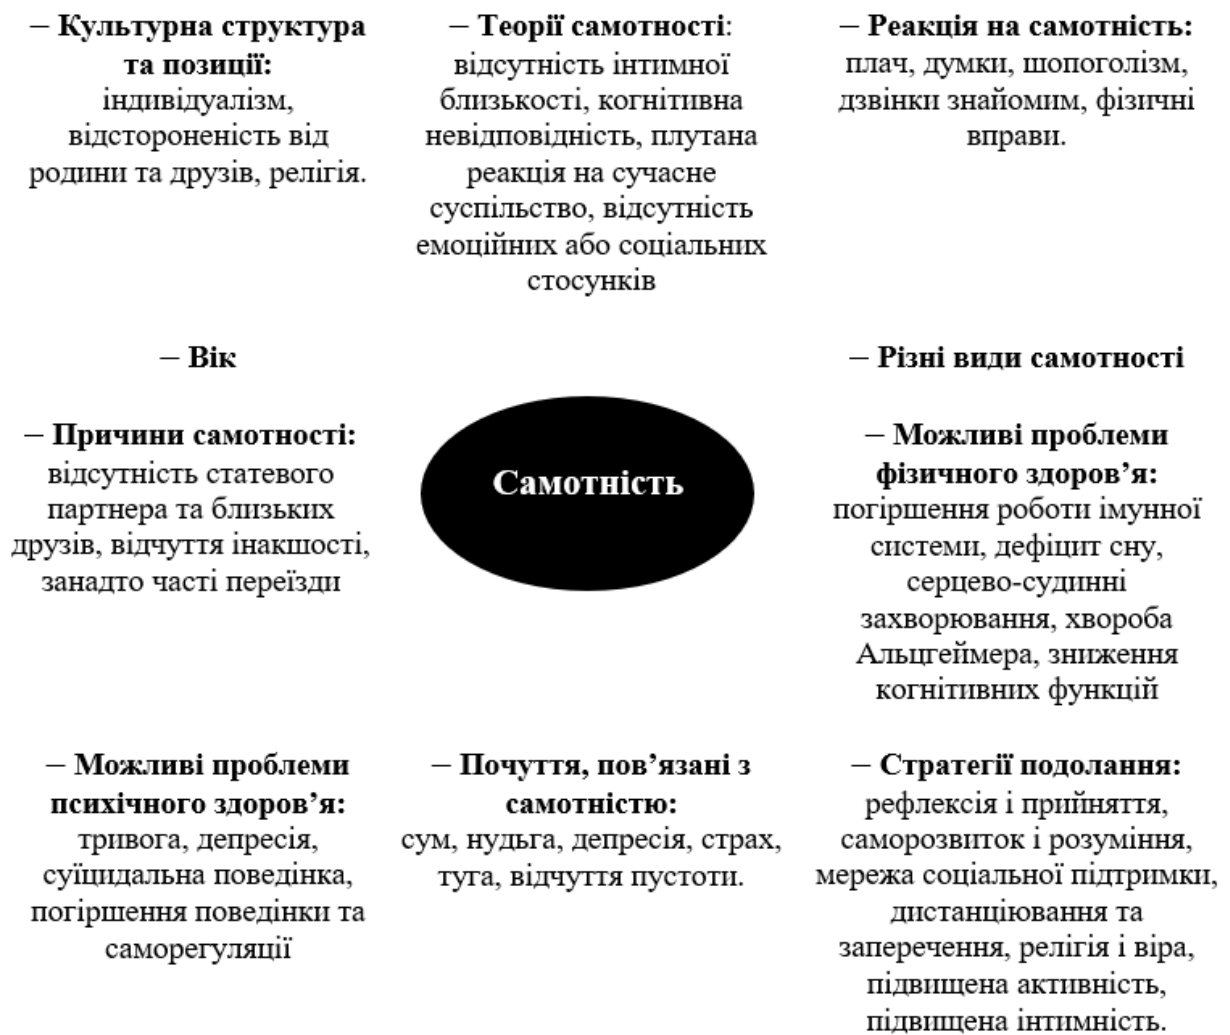 – Культурна структура
та позиції:
індивідуалізм,
відстороненість від
родини та друзів, релігія.
– Теорії самотності:
відсутність інтимної
близькості, когнітивна
невідповідність, плутана
реакція на сучасне
суспільство, відсутність
емоційних або соціальних
стосунків
– Реакція на самотність:
плач, думки, шопоголізм,
дзвінки знайомим, фізичні
вправи.
– Вік
– Різні види самотності
– Причини самотності:
відсутність статевого
партнера та близьких
друзів, відчуття інакшості,
занадто часті переїзди
Самотність
– Можливі проблеми
фізичного здоров’я:
погіршення роботи імунної
системи, дефіцит сну,
серцево-судинні
захворювання, хвороба
Альцгеймера, зниження
когнітивних функцій
– Можливі проблеми
психічного здоров’я:
тривога, депресія,
суїцидальна поведінка,
погіршення поведінки та
саморегуляції
– Почуття, пов’язані з
самотністю:
сум, нудьга, депресія, страх,
туга, відчуття пустоти.
– Стратегії подолання:
рефлексія і прийняття,
саморозвиток і розуміння,
мережа соціальної підтримки,
дистанціювання та
заперечення, релігія і віра,
підвищена активність,
підвищена інтимність.